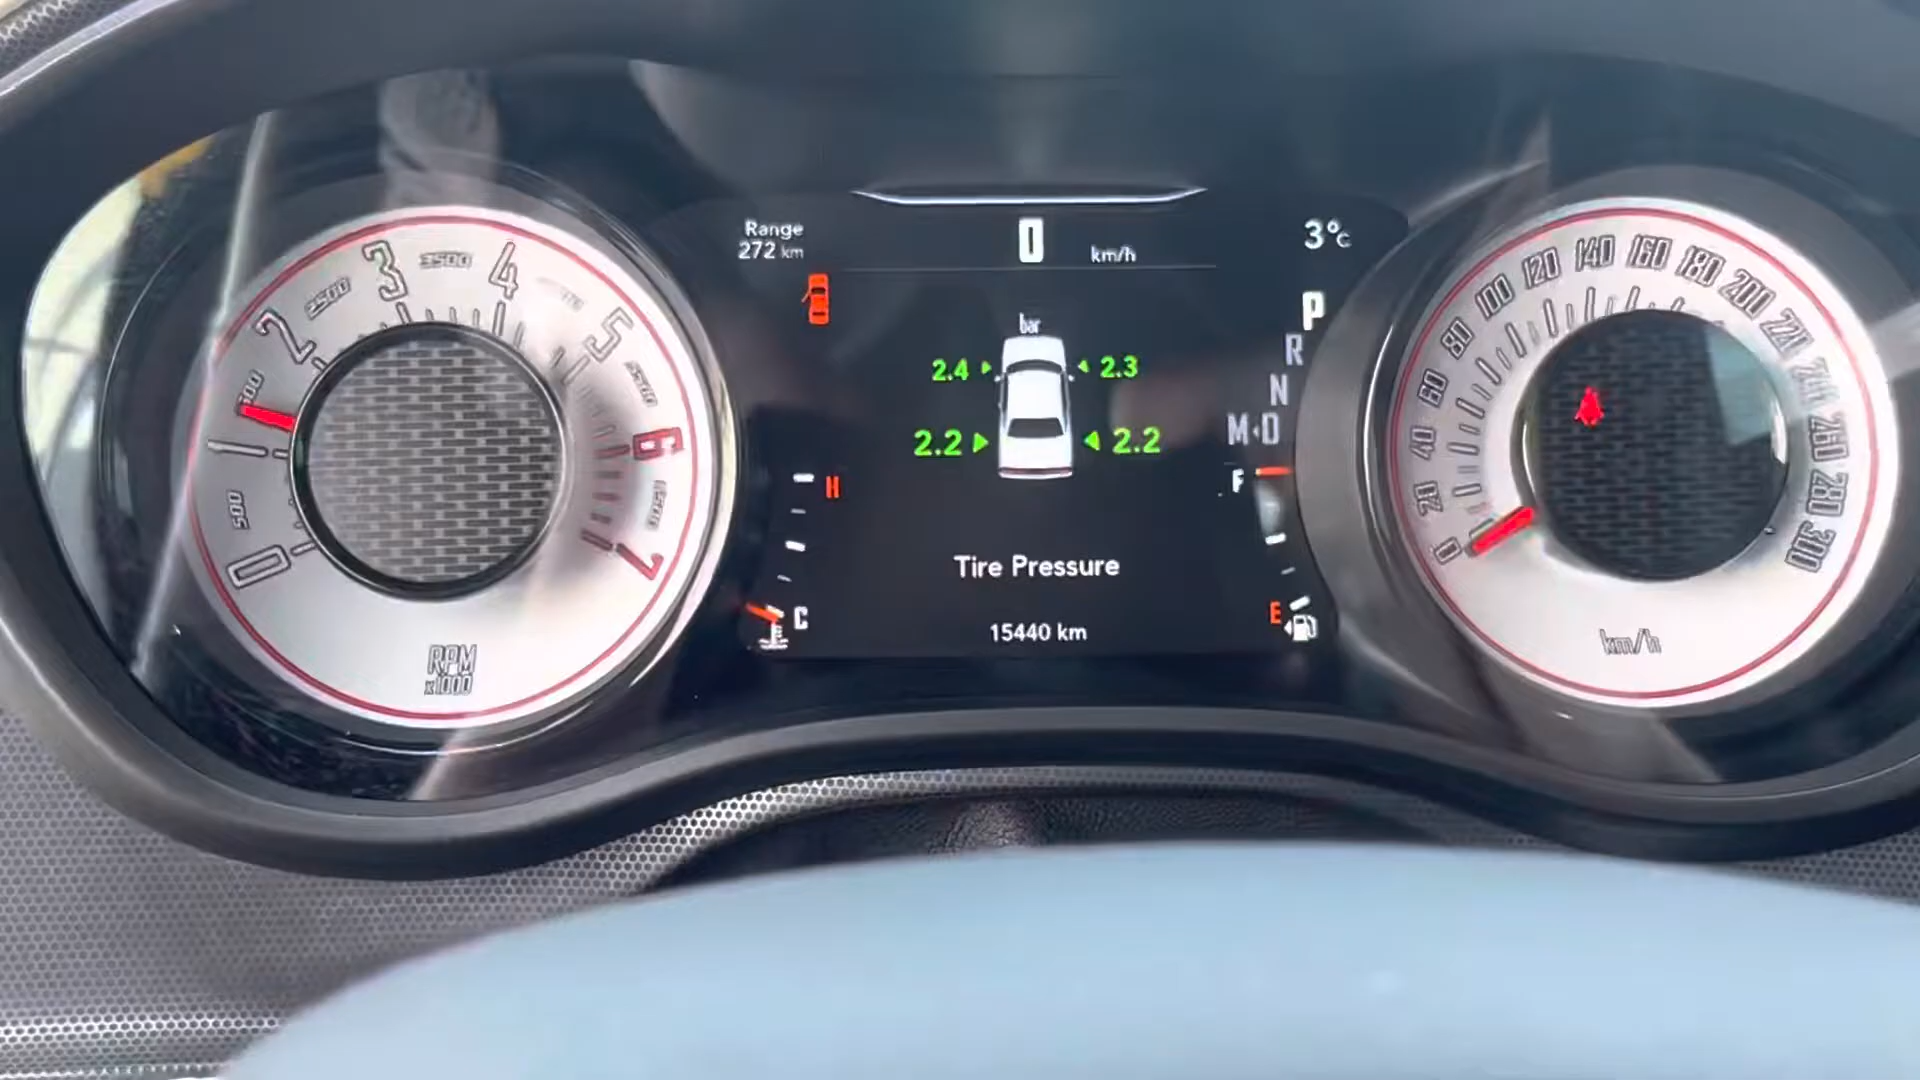 0
500
1
2
2500
3
3500
4
5
6
7
RPM
x1000
Range
272 km
0 km/h
3°C
bar
2.4 2.3
2.2 2.2
Tire Pressure
15440 km
H
C
P
R
N
M D
F
E
0
20
40
60
80
100
120
140
160
180
200
220
260
280
300
km/h